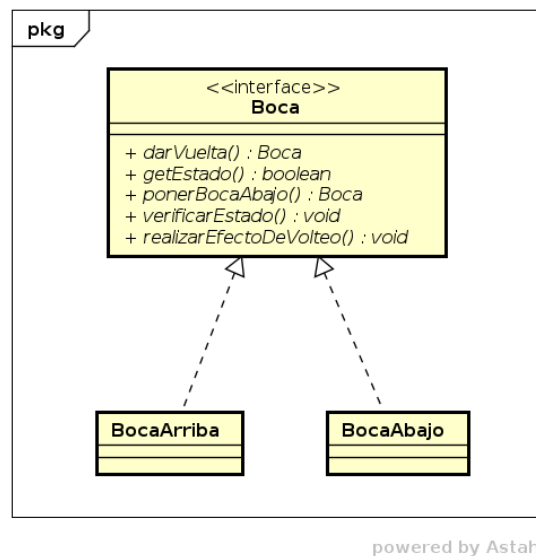 pkg
<<interface>>
Boca
+ darVuelta() : Boca
+ getEstado() : boolean
+ ponerBocaAbajo() : Boca
+ verificarEstado() : void
+ realizarEfectoDeVolteo() : void
BocaArriba
BocaAbajo
powered by Astah